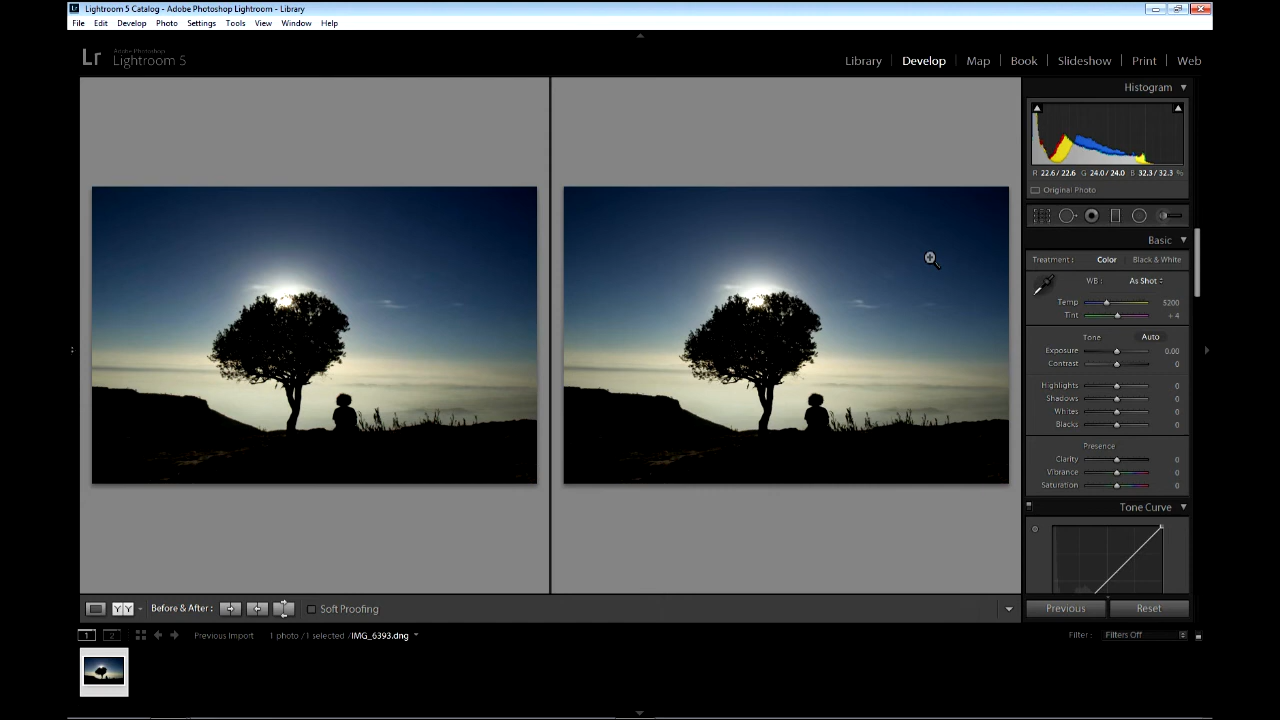 Lightroom 5 Catalog - Adobe Photoshop Lightroom - Library
File Edit Develop Photo Settings Tools View Window Help
Lr Adobe Photoshop
Lightroom 5
Library Develop Map Book Slideshow Print Web
Histogram
R 22.6 / 22.6 G 24.0 / 24.0 B 32.3 / 32.3 %
Original Photo
Basic
Treatment : Color Black & White
WB : As Shot
Temp 5200
Tint + 4
Tone Auto
Exposure 0.00
Contrast 0
Highlights 0
Shadows 0
Whites 0
Blacks 0
Presence
Clarity 0
Vibrance 0
Saturation 0
Tone Curve
Y Y Before & After : Soft Proofing
Previous Reset
1 2 Previous Import 1 photo / 1 selected / IMG_6393.dng Filter : Filters Off